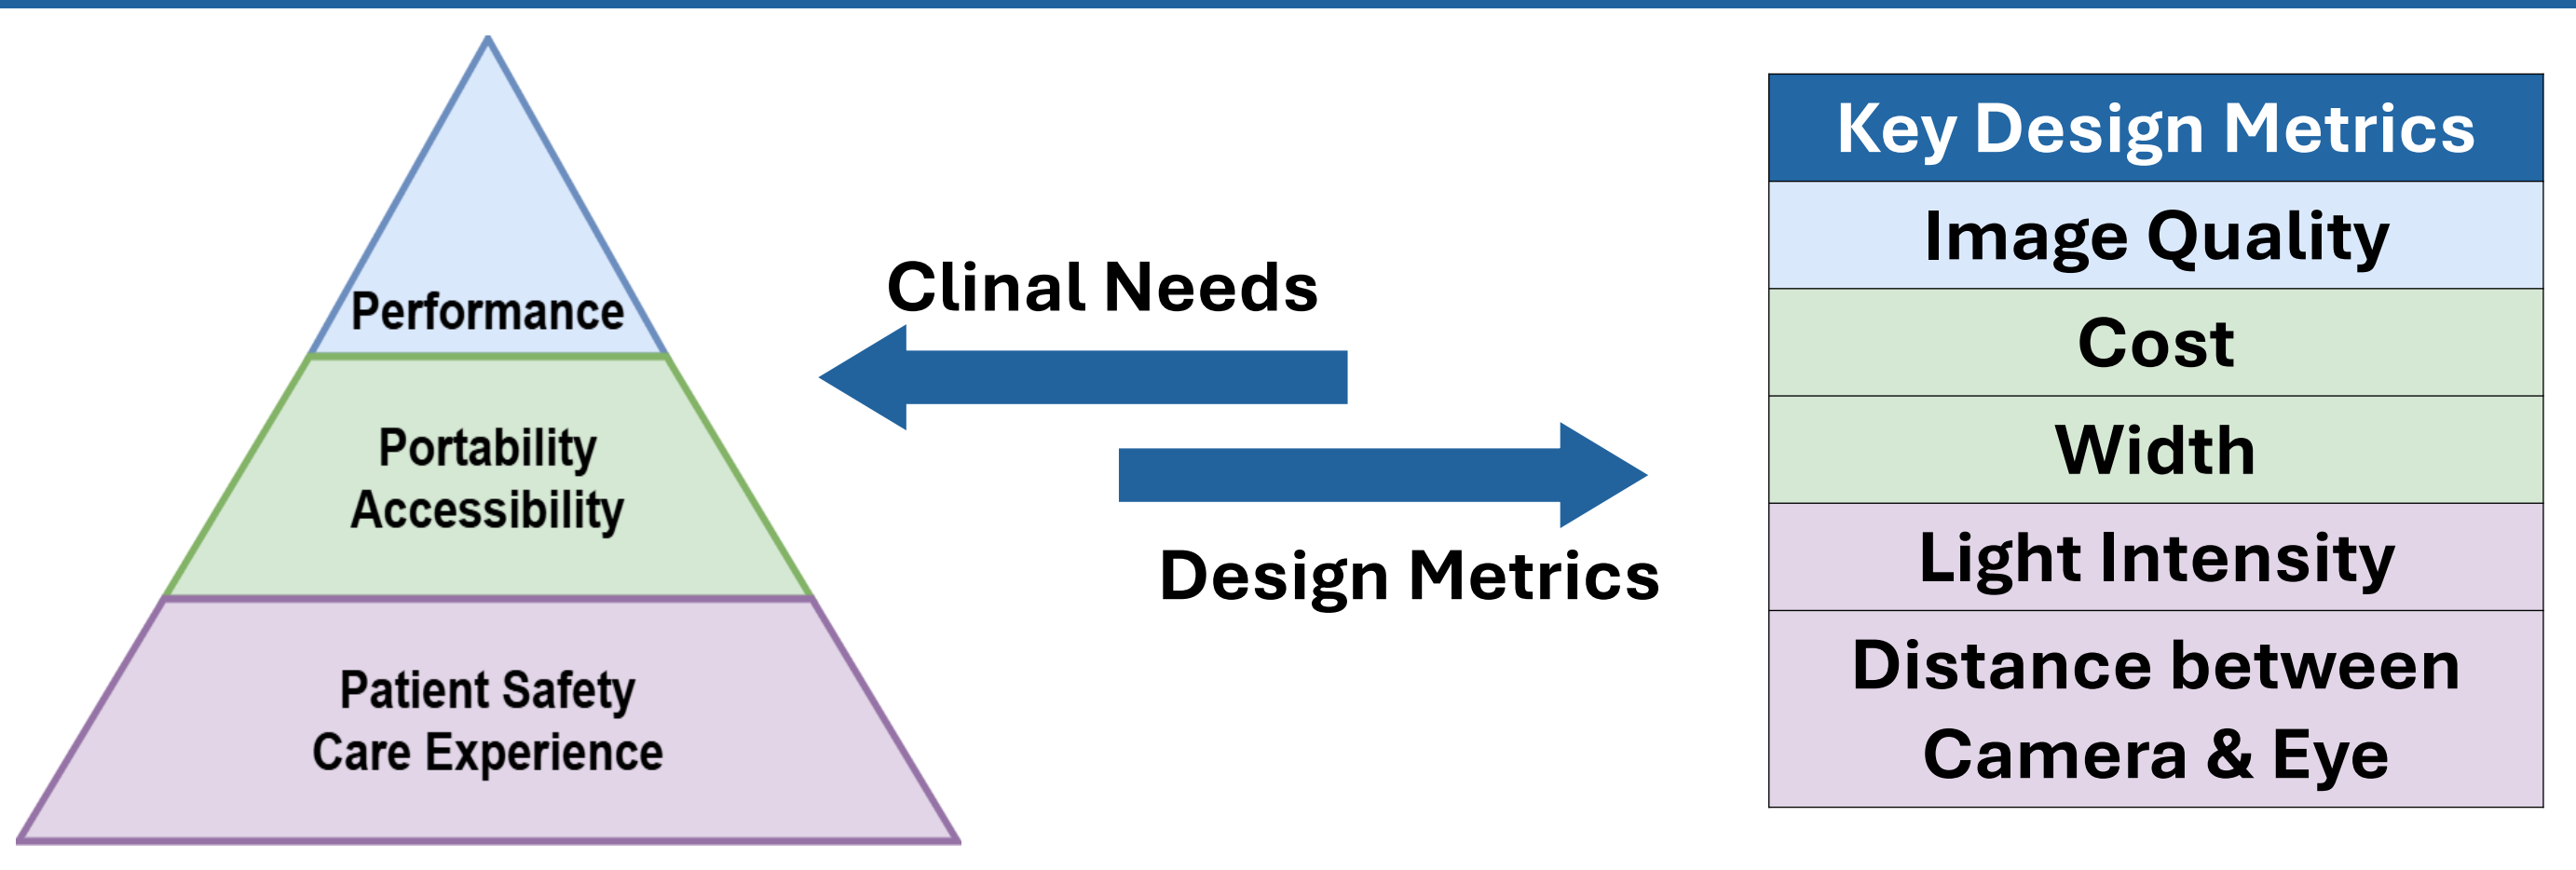 Performance
Portability
Accessibility
Patient Safety
Care Experience
Clinal Needs
Design Metrics
Key Design Metrics
Image Quality
Cost
Width
Light Intensity
Distance between
Camera & Eye